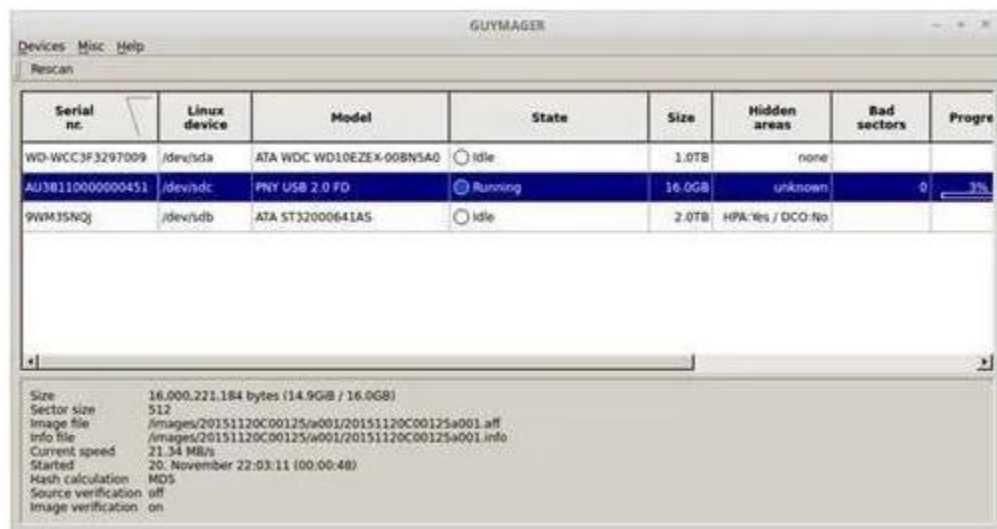 GUYMAGER
Devices Misc Help
Rescan
Serial nr. Linux device Model State Size Hidden areas Bad sectors Progre
WD-WCC3F3297009 /dev/sda ATA WDC WD10EZEX-00BN5A0 Idle 1.0TB none
AU3B110000000451 /dev/sdc PNY USB 2.0 FD Running 16.0GB unknown 0 3%
9WM3SNQJ /dev/sdb ATA ST32000641AS Idle 2.0TB HPA:Yes / DCO:No
Size 16,000,221,184 bytes (14.9GiB / 16.0GB)
Sector size 512
Image file /images/20151120C00125/a001/20151120C00125a001.aff
Info file /images/20151120C00125/a001/20151120C00125a001.info
Current speed 21.34 MB/s
Started 20. November 22:03:11 (00:00:48)
Hash calculation MD5
Source verification off
Image verification on